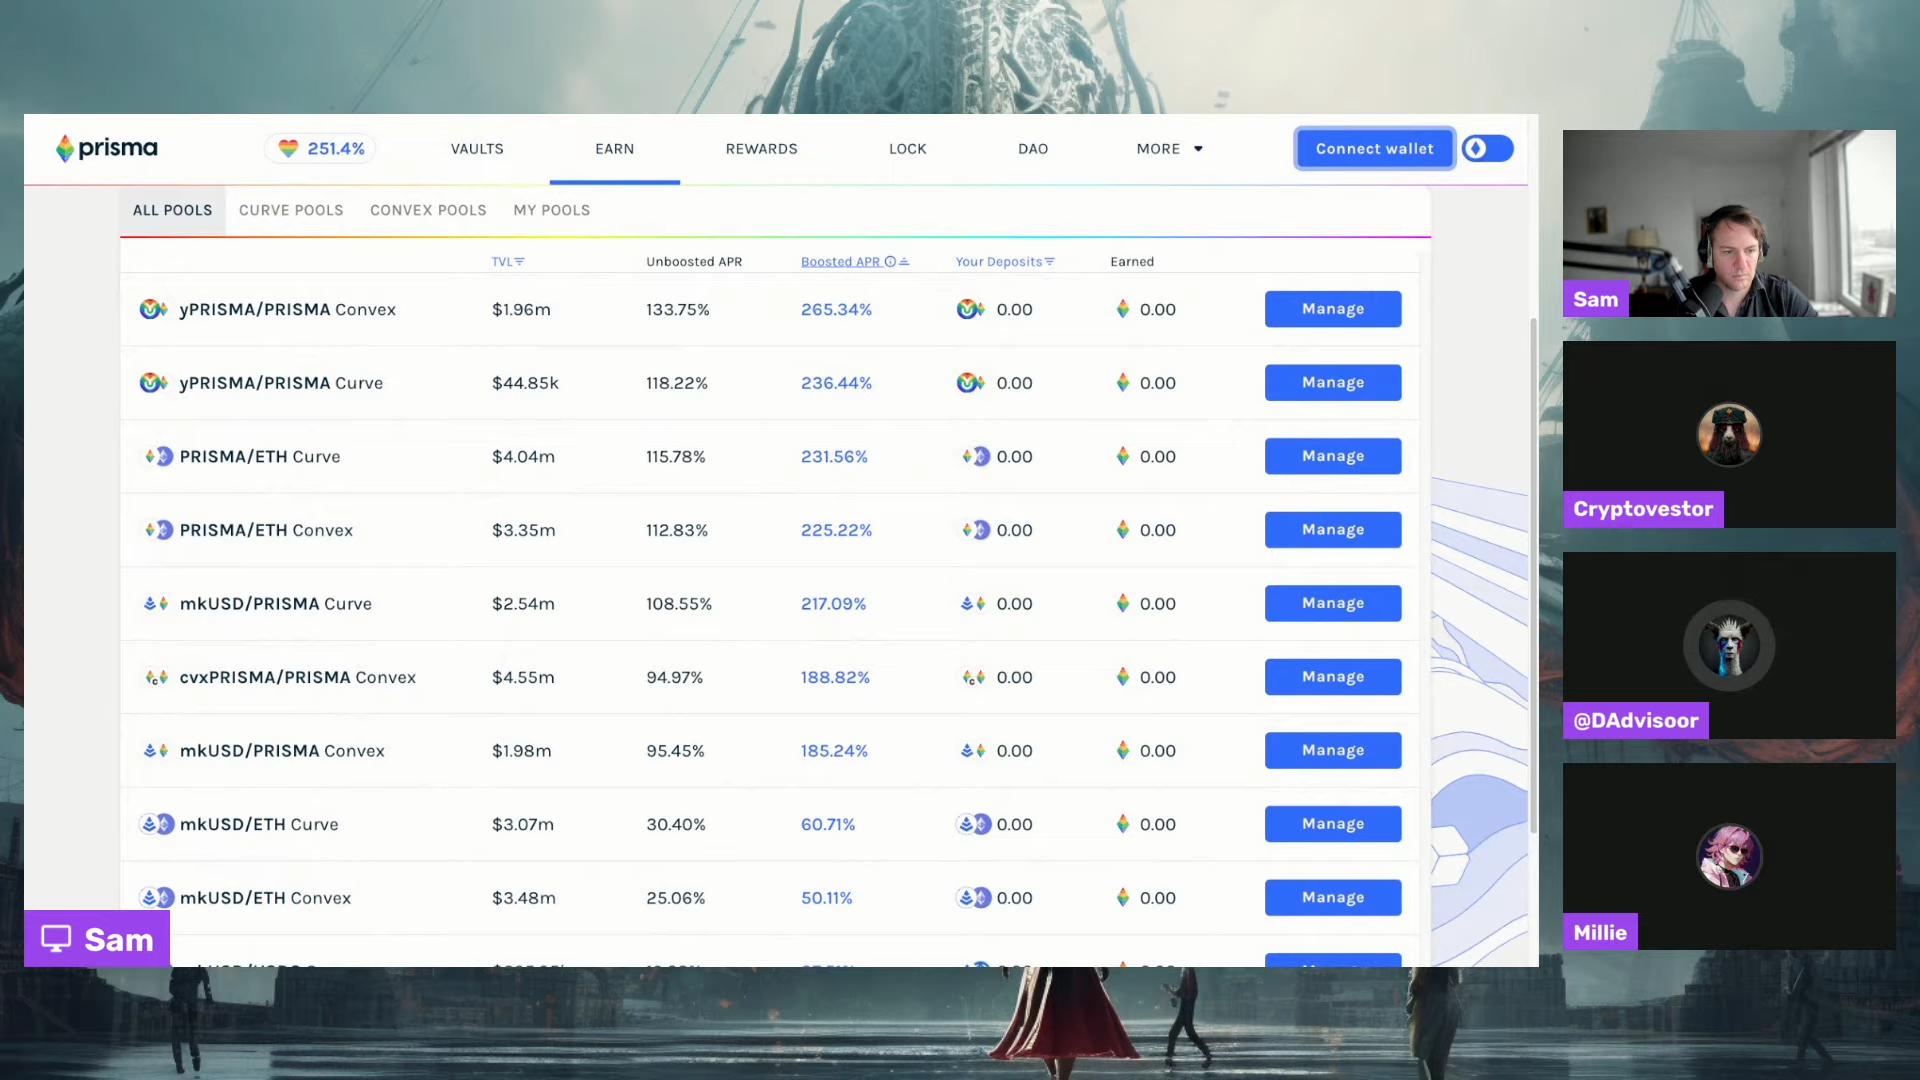 prisma 251.4% VAULTS EARN REWARDS LOCK DAO MORE Connect wallet
ALL POOLS CURVE POOLS CONVEX POOLS MY POOLS
TVL Unboosted APR Boosted APR Your Deposits Earned
yPRISMA/PRISMA Convex $1.96m 133.75% 265.34% 0.00 0.00 Manage
yPRISMA/PRISMA Curve $44.85k 118.22% 236.44% 0.00 0.00 Manage
PRISMA/ETH Curve $4.04m 115.78% 231.56% 0.00 0.00 Manage
PRISMA/ETH Convex $3.35m 112.83% 225.22% 0.00 0.00 Manage
mkUSD/PRISMA Curve $2.54m 108.55% 217.09% 0.00 0.00 Manage
cvxPRISMA/PRISMA Convex $4.55m 94.97% 188.82% 0.00 0.00 Manage
mkUSD/PRISMA Convex $1.98m 95.45% 185.24% 0.00 0.00 Manage
mkUSD/ETH Curve $3.07m 30.40% 60.71% 0.00 0.00 Manage
mkUSD/ETH Convex $3.48m 25.06% 50.11% 0.00 0.00 Manage
Sam
Sam
Cryptovestor
@DAdvisoor
Millie